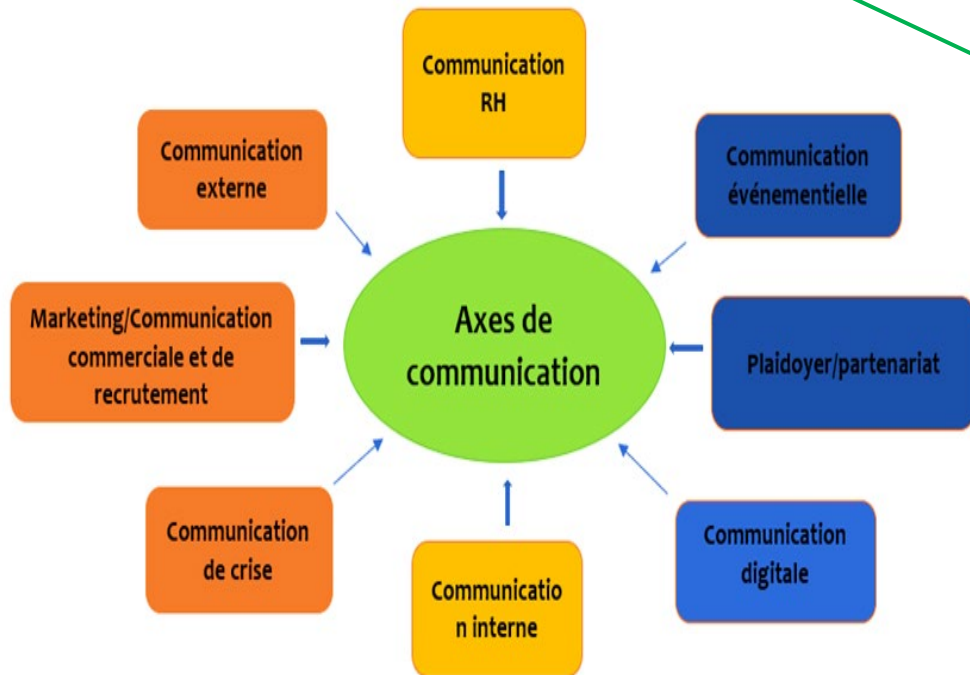 Communication
RH
Communication
externe
Communication
événementielle
Marketing/Communication
commerciale et de
recrutement
Axes de
communication
Plaidoyer/partenariat
Communication
de crise
Communicatio
n interne
Communication
digitale